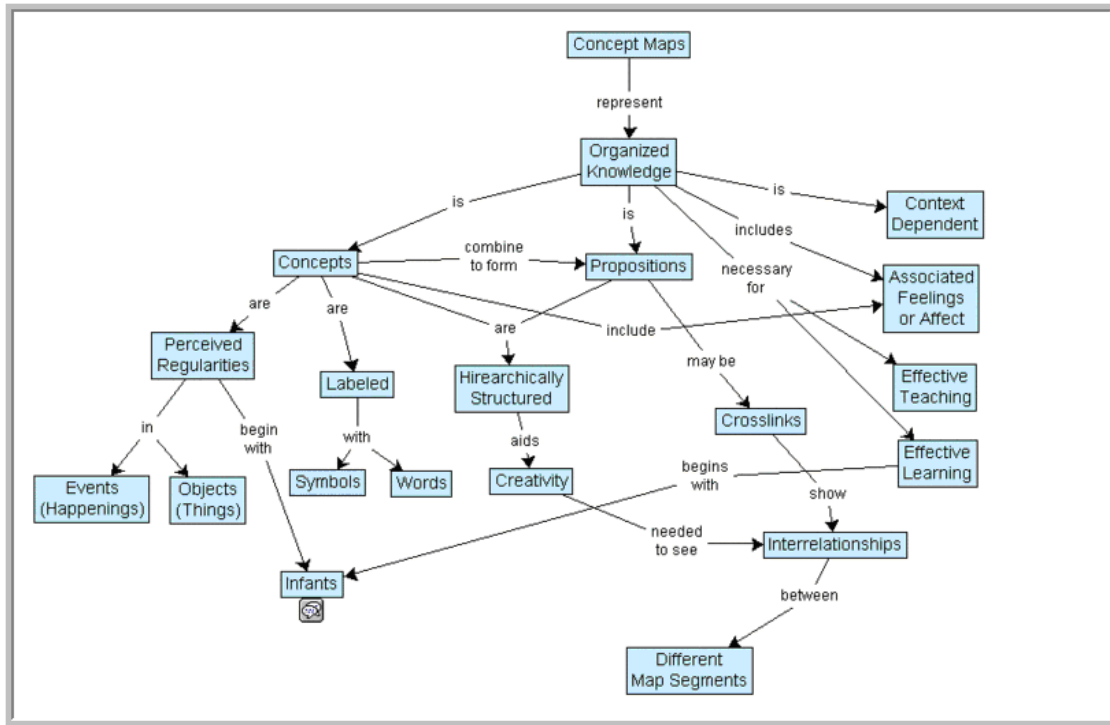 Concept Maps
represent
Organized
Knowledge
is
is
is
Context
Dependent
includes
combine
to form
Concepts
Propositions
necessary
for
Associated
Feelings
or Affect
are
are
are
include
Perceived
Regularities
may be
Labeled
Hirearchically
Structured
Effective
Teaching
Crosslinks
in
begin
with
with
aids
begins
with
Effective
Learning
Events
(Happenings)
Objects
(Things)
Symbols
Words
Creativity
show
needed
to see
Interrelationships
Infants
between
Different
Map Segments